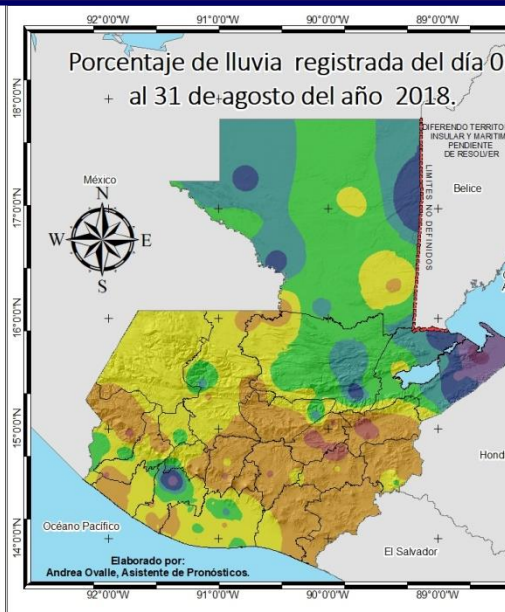 92°0'0"W 91°0'0"W 90°0'0"W 89°0'0"W
Porcentaje de lluvia registrada del día 0
al 31 de agosto del año 2018.
DIFERENDO TERRITO
INSULAR Y MARITIM
PENDIENTE
DE RESOLVER
LIMITES NO DEFINIDOS
México
Belice
N
W E
S
18°0'0"N
17°0'0"N
16°0'0"N
15°0'0"N
14°0'0"N
Hond
Océano Pacífico
El Salvador
Elaborado por:
Andrea Ovalle, Asistente de Pronósticos.
92°0'0"W 91°0'0"W 90°0'0"W 89°0'0"W